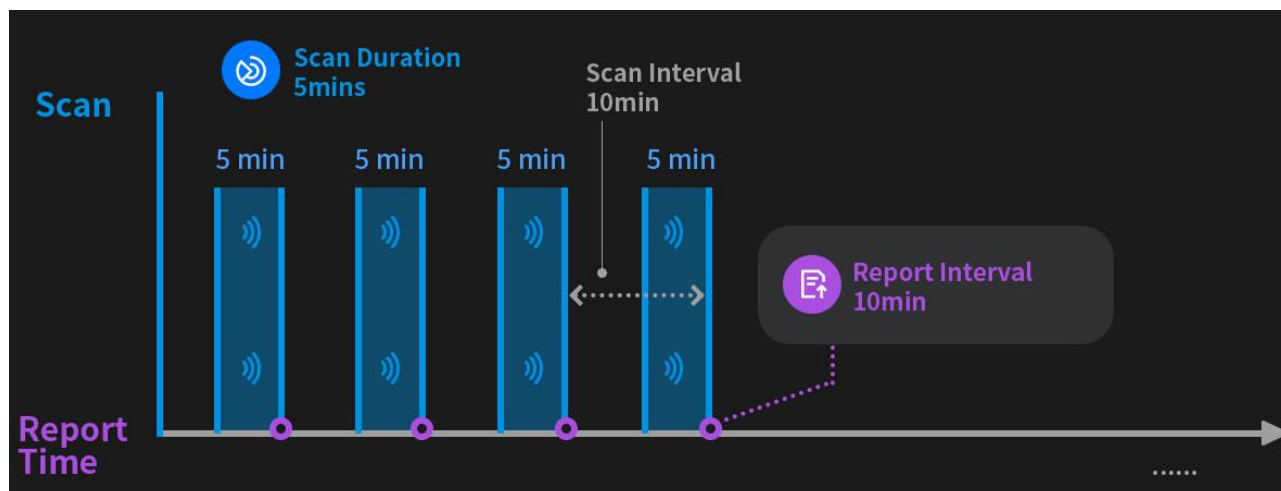 Scan Duration
5mins
Scan Interval
10min
Scan
5 min
5 min
5 min
5 min
Report Interval
10min
Report
Time
......